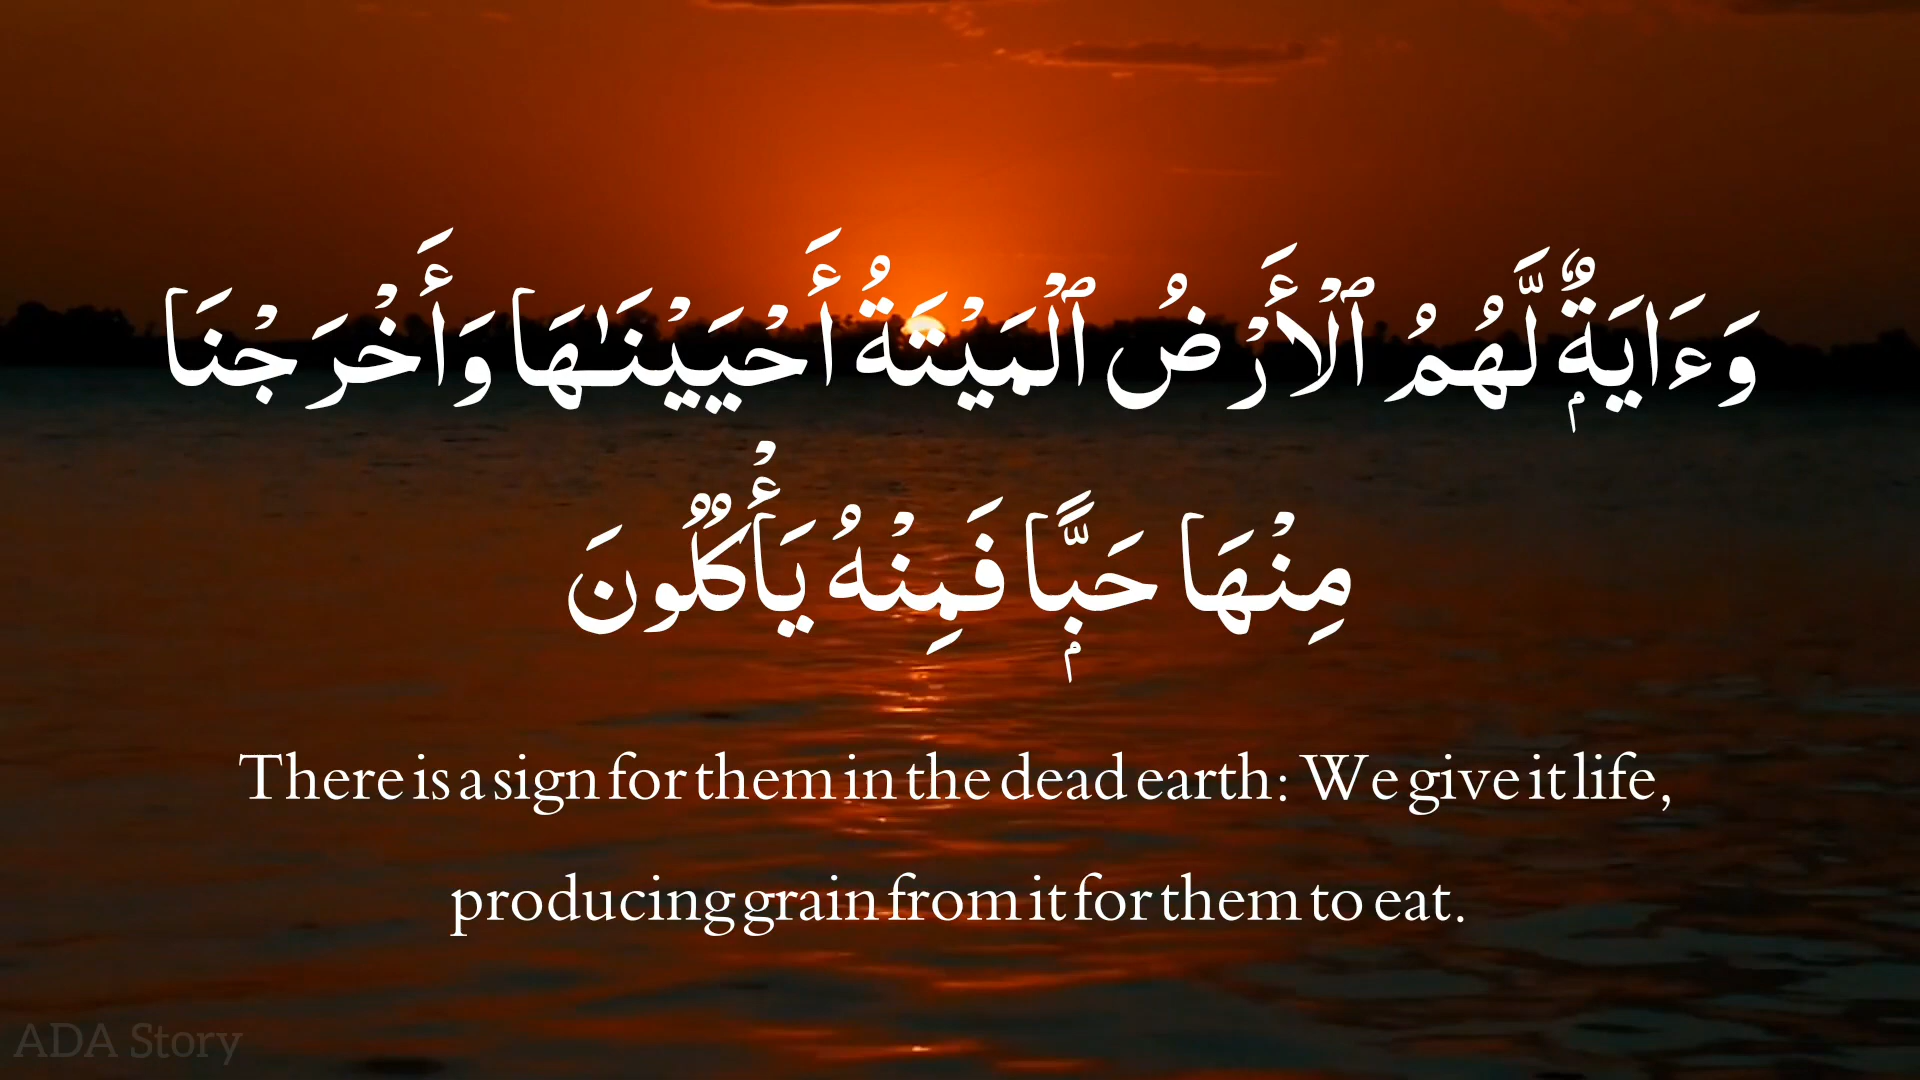 وَءَايَةٌۭ لَّهُمُ ٱلْأَرْضُ ٱلْمَيْتَةُ أَحْيَيْنَـٰهَا وَأَخْرَجْنَا
مِنْهَا حَبًّۭا فَمِنْهُ يَأْكُلُونَ
There is a sign for them in the dead earth: We give it life,
producing grain from it for them to eat.
ADA Story